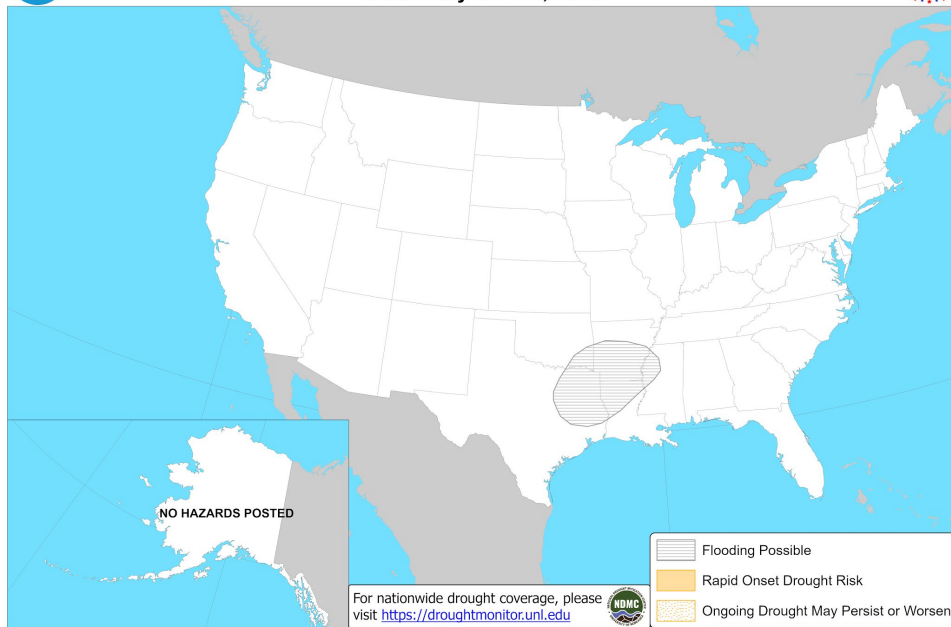 NO HAZARDS POSTED
For nationwide drought coverage, please
visit https://droughtmonitor.unl.edu
NDMC
Flooding Possible
Rapid Onset Drought Risk
Ongoing Drought May Persist or Worsen